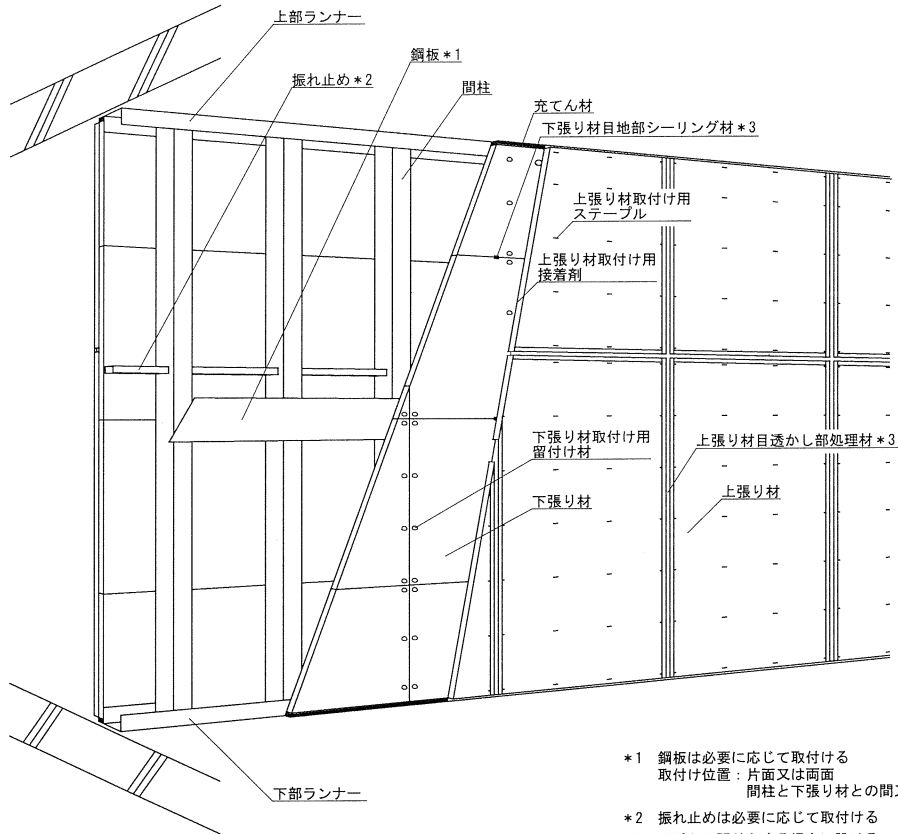 上部ランナー
鋼板*1
振れ止め*2
間柱
充てん材
下張り材目地部シーリング材*3
上張り材取付け用
ステープル
上張り材取付け用
接着剤
下張り材取付け用
留付け材
上張り材目透かし部処理材*3
上張り材
下張り材
下部ランナー
*1 鋼板は必要に応じて取付ける
取付け位置:片面又は両面
間柱と下張り材との間
*2 振れ止めは必要に応じて取付ける